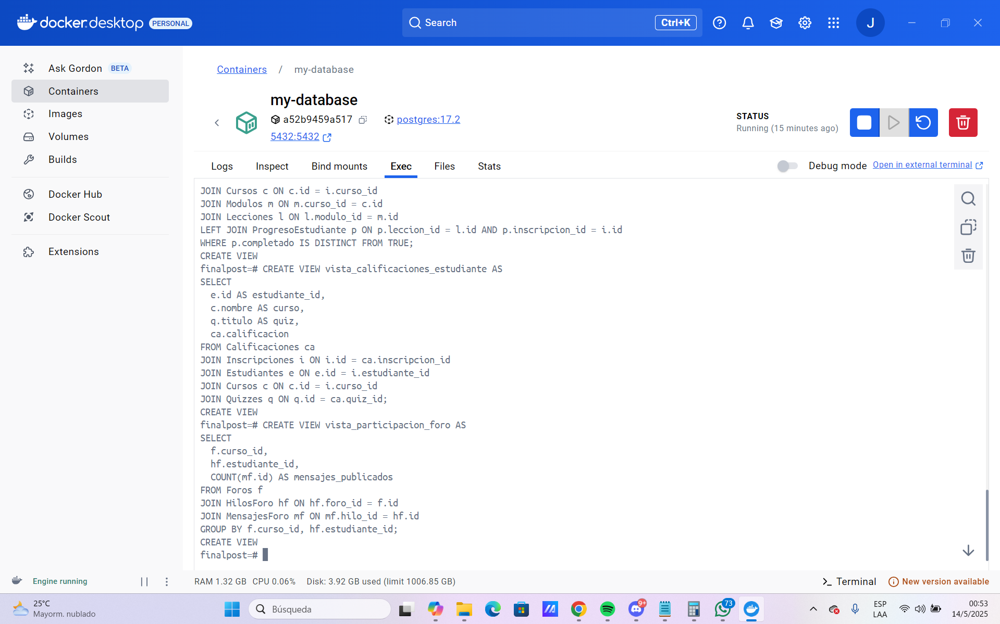 docker.desktop PERSONAL
Search Ctrl+K
J
Ask Gordon BETA
Containers
Images
Volumes
Builds
Docker Hub
Docker Scout
Extensions
Containers / my-database
my-database
a52b9459a517 postgres:17.2
5432:5432
STATUS
Running (15 minutes ago)
Logs Inspect Bind mounts Exec Files Stats
Debug mode Open in external terminal
JOIN Cursos c ON c.id = i.curso_id
JOIN Modulos m ON m.curso_id = c.id
JOIN Lecciones l ON l.modulo_id = m.id
LEFT JOIN ProgresoEstudiante p ON p.leccion_id = l.id AND p.inscripcion_id = i.id
WHERE p.completado IS DISTINCT FROM TRUE;
CREATE VIEW
finalpost=# CREATE VIEW vista_calificaciones_estudiante AS
SELECT
  e.id AS estudiante_id,
  c.nombre AS curso,
  q.titulo AS quiz,
  ca.calificacion
FROM Calificaciones ca
JOIN Inscripciones i ON i.id = ca.inscripcion_id
JOIN Estudiantes e ON e.id = i.estudiante_id
JOIN Cursos c ON c.id = i.curso_id
JOIN Quizzes q ON q.id = ca.quiz_id;
CREATE VIEW
finalpost=# CREATE VIEW vista_participacion_foro AS
SELECT
  f.curso_id,
  hf.estudiante_id,
  COUNT(mf.id) AS mensajes_publicados
FROM Foros f
JOIN HilosForo hf ON hf.foro_id = f.id
JOIN MensajesForo mf ON mf.hilo_id = hf.id
GROUP BY f.curso_id, hf.estudiante_id;
CREATE VIEW
finalpost=#
Engine running
RAM 1.32 GB CPU 0.06% Disk: 3.92 GB used (limit 1006.85 GB)
Terminal
New version available
25°C
Mayorm. nublado
Búsqueda
9+
73
ESP
LAA
00:53
14/5/2025